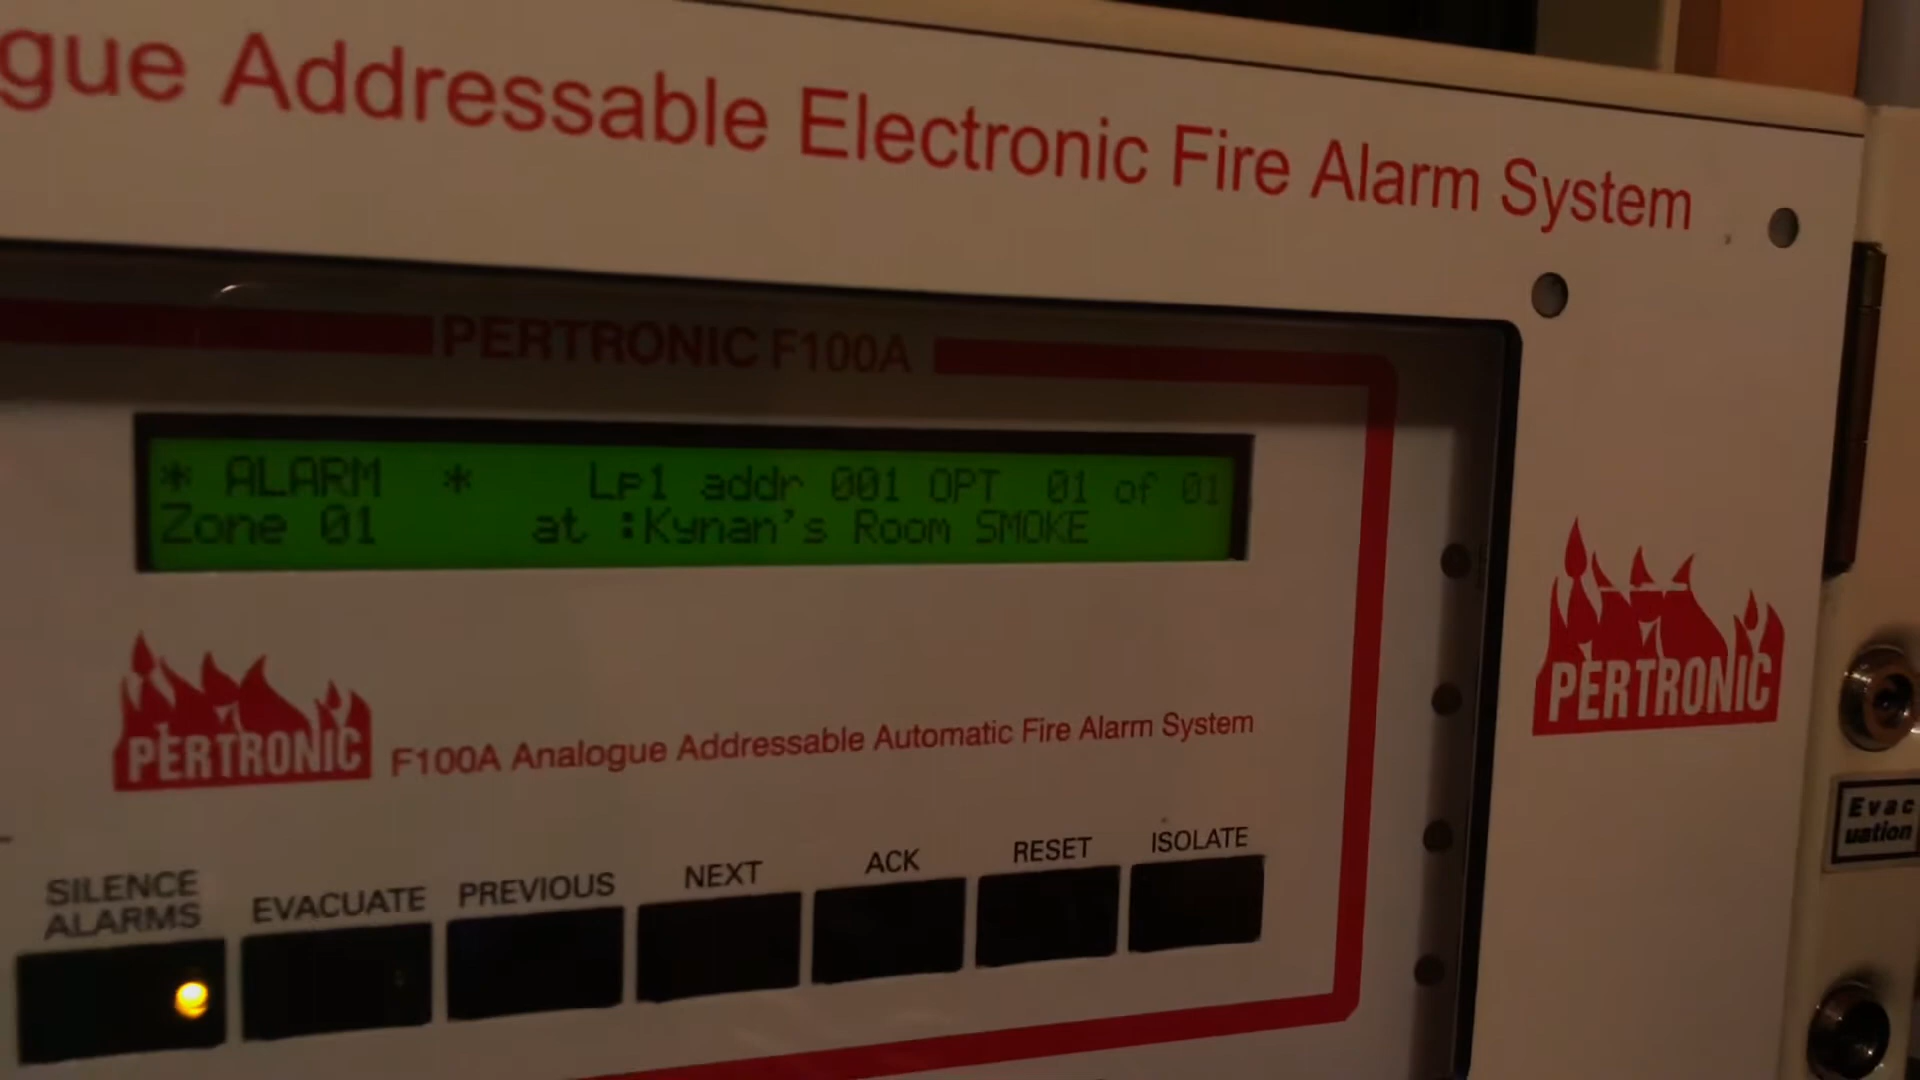 gue Addressable Electronic Fire Alarm System
PERTRONIC F100A
* ALARM * Lp1 addr 001 OPT 01 of 01
Zone 01 at :Kynan's Room SMOKE
PERTRONIC
F100A Analogue Addressable Automatic Fire Alarm System
PERTRONIC
SILENCE
ALARMS
EVACUATE
PREVIOUS
NEXT
ACK
RESET
ISOLATE
Evac
uation